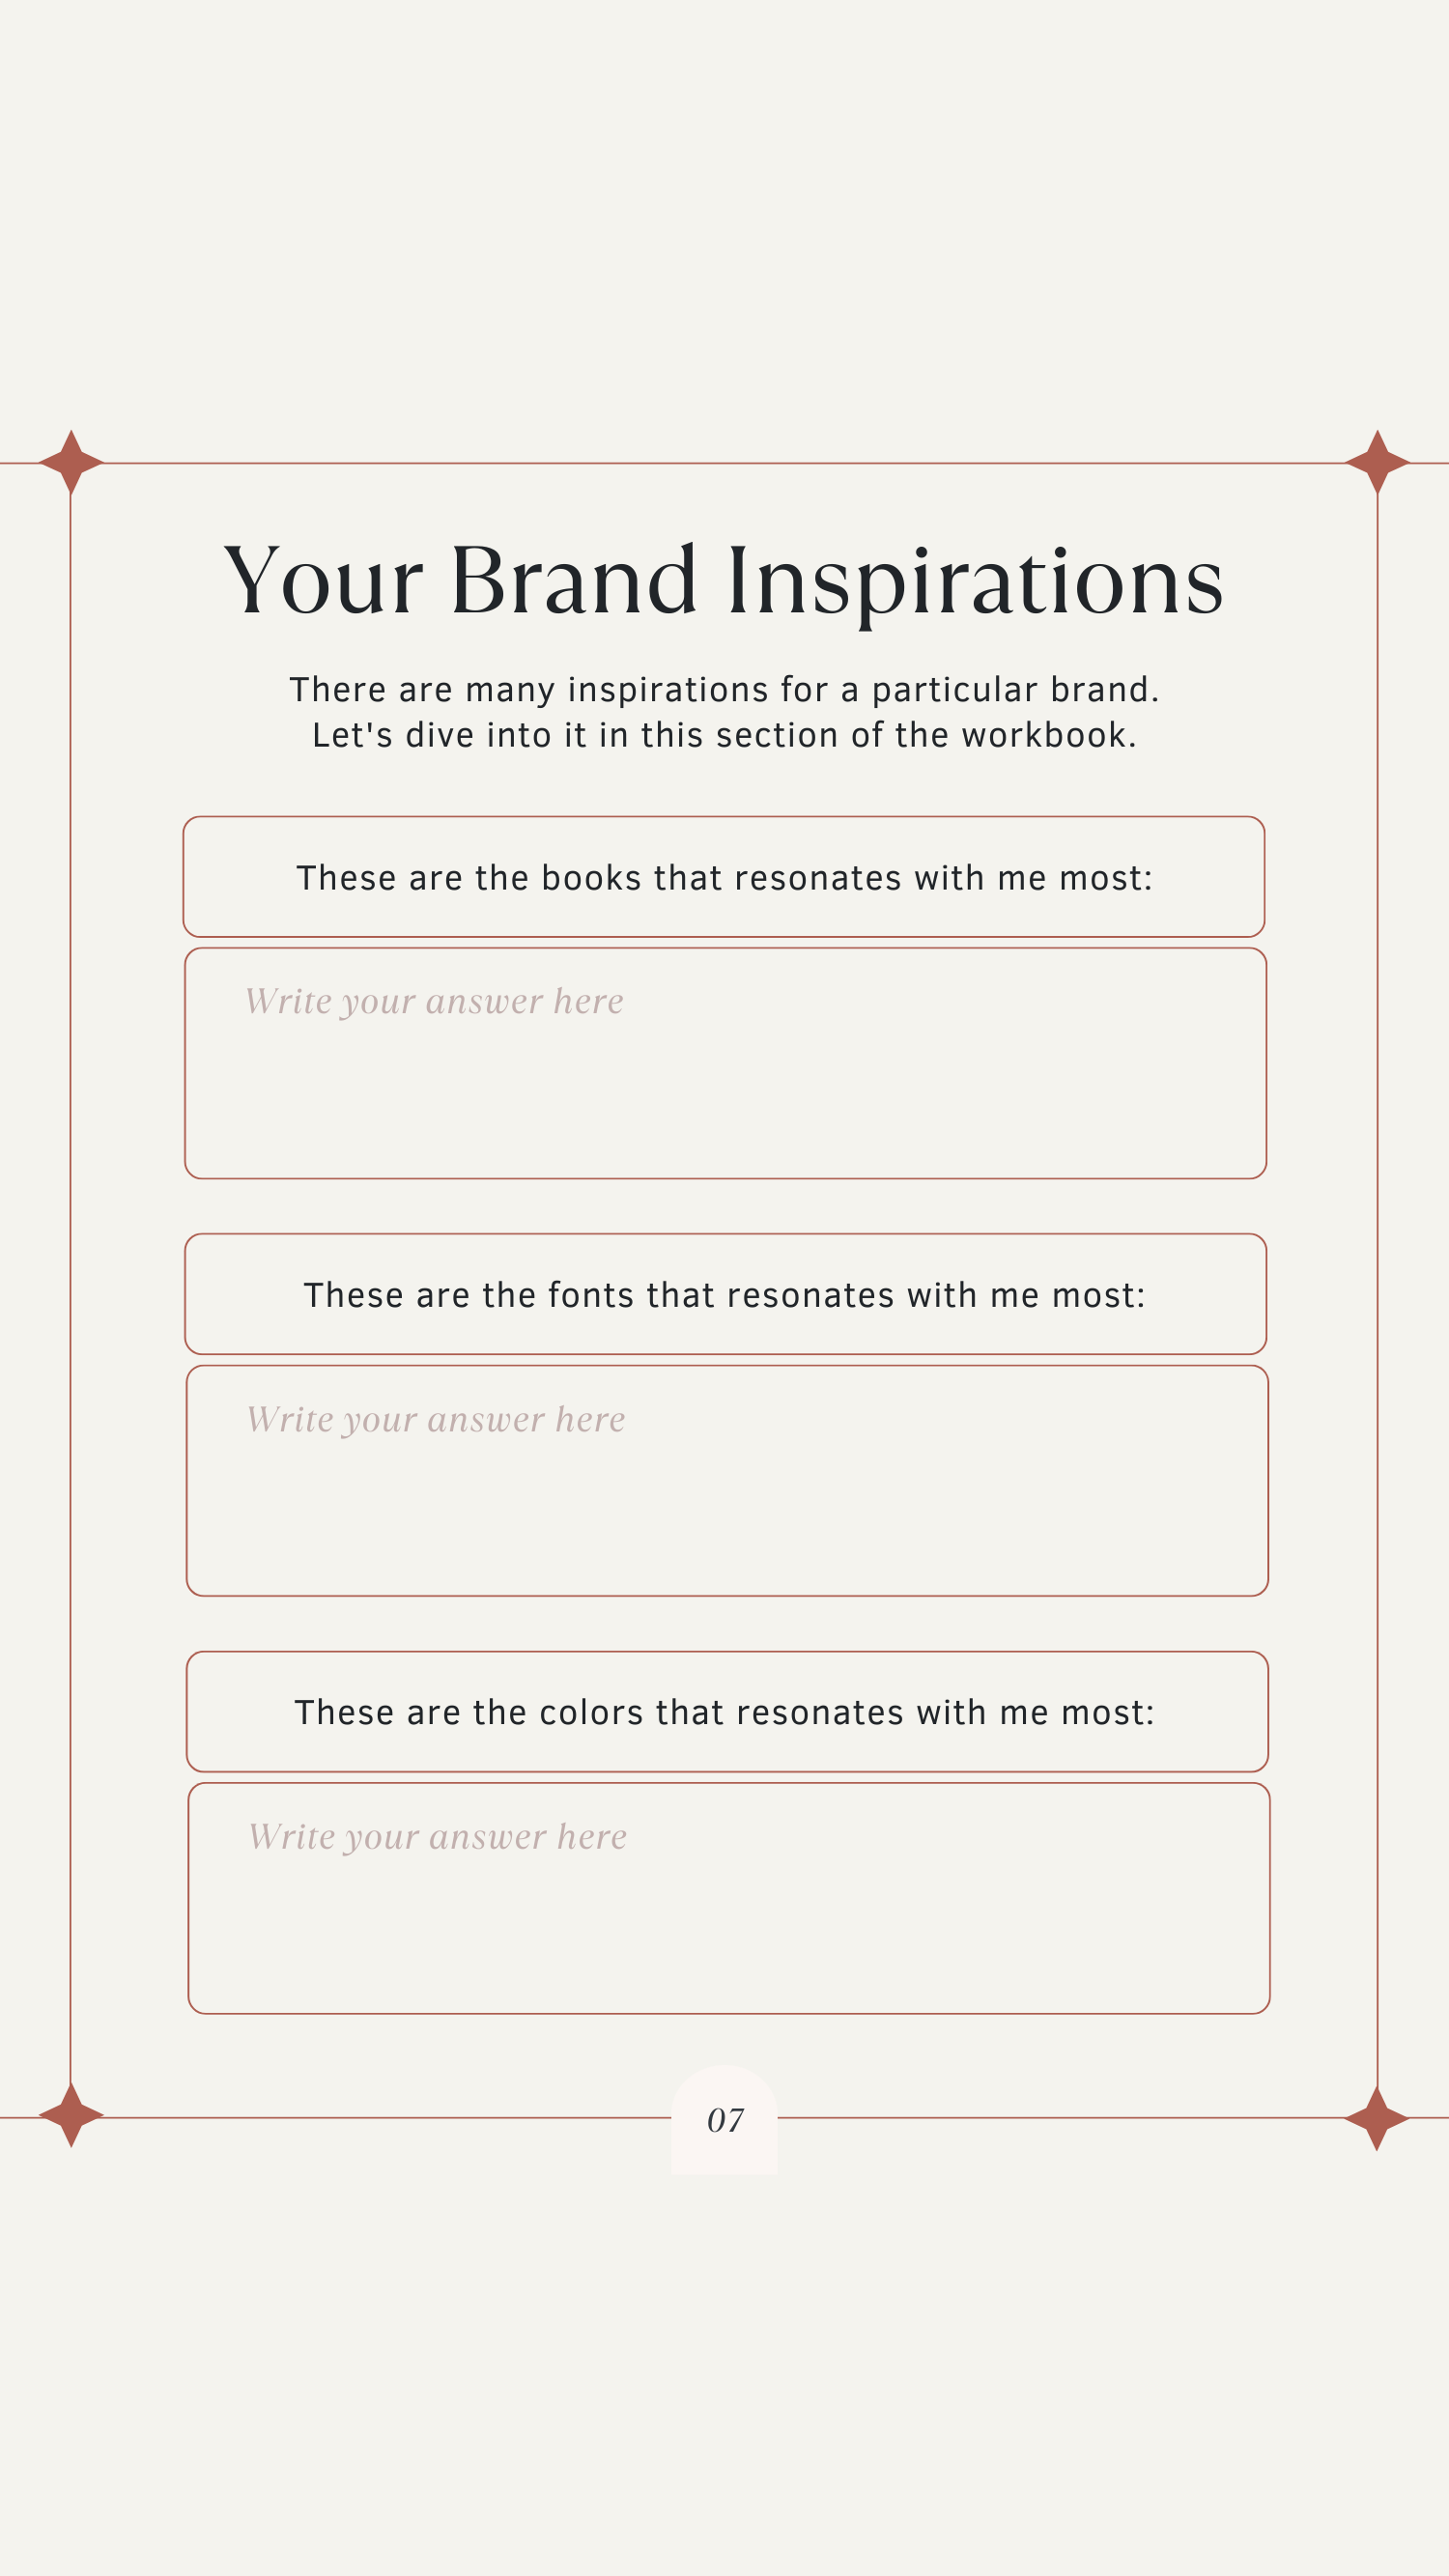 Your Brand Inspirations
There are many inspirations for a particular brand.
Let's dive into it in this section of the workbook.
These are the books that resonates with me most:
Write your answer here
These are the fonts that resonates with me most:
Write your answer here
These are the colors that resonates with me most:
Write your answer here
07